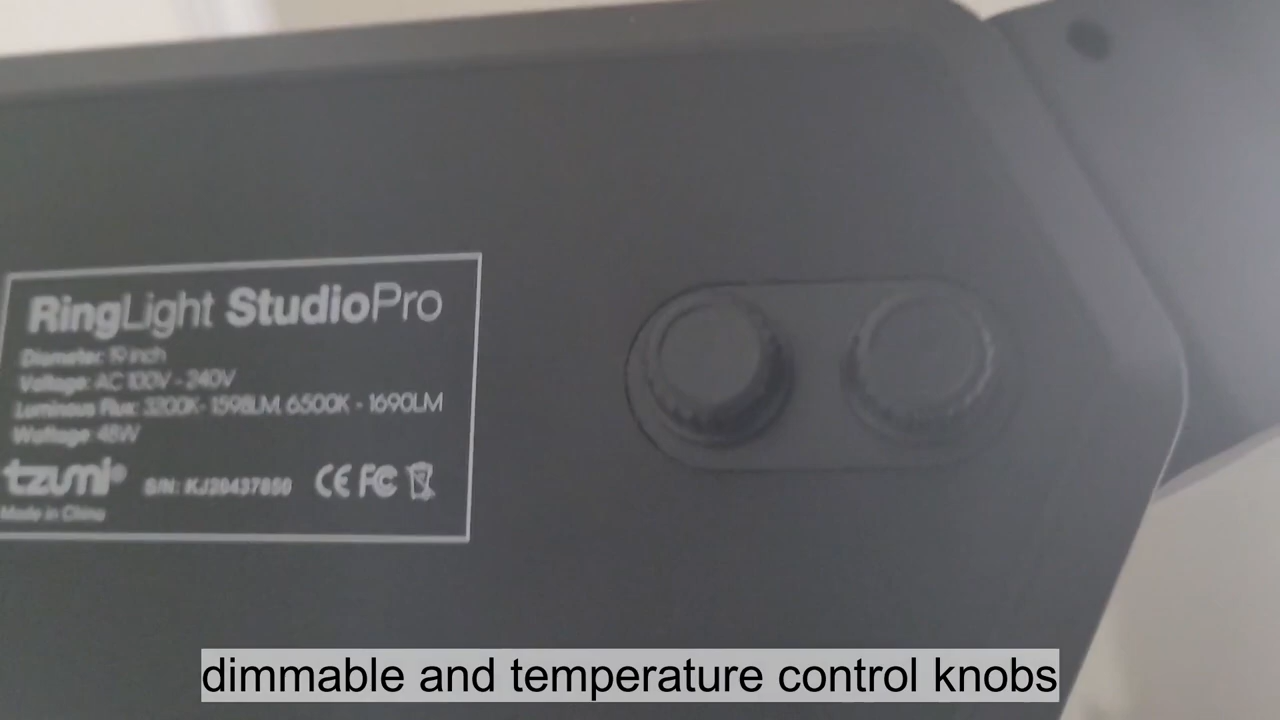 RingLight StudioPro
Diameter: 19 inch
Voltage: AC 100V - 240V
Luminous Flux: 3200K - 1598LM, 6500K - 1690LM
Wattage: 48W
tzumi® S/N: KJ20437850 CE FC
Made in China
dimmable and temperature control knobs